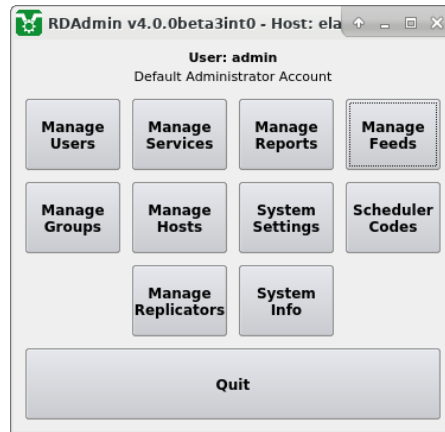 RDAdmin v4.0.0beta3int0 - Host: ela
User: admin
Default Administrator Account
Manage Users
Manage Services
Manage Reports
Manage Feeds
Manage Groups
Manage Hosts
System Settings
Scheduler Codes
Manage Replicators
System Info
Quit